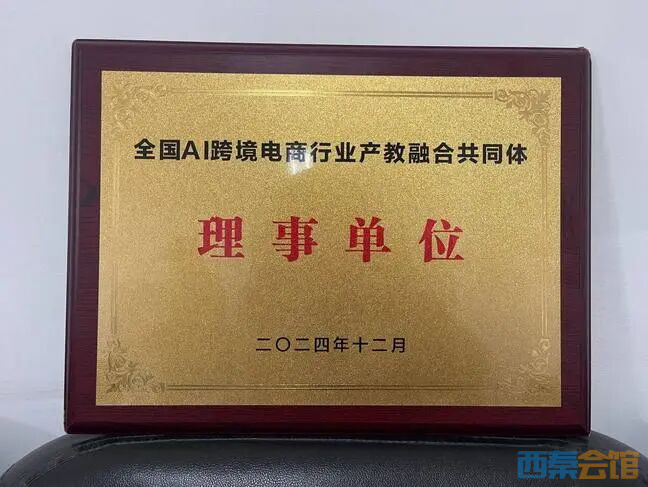 全国AI跨境电商行业产教融合共同体
理事单位
二〇二四年十二月
西秦会馆